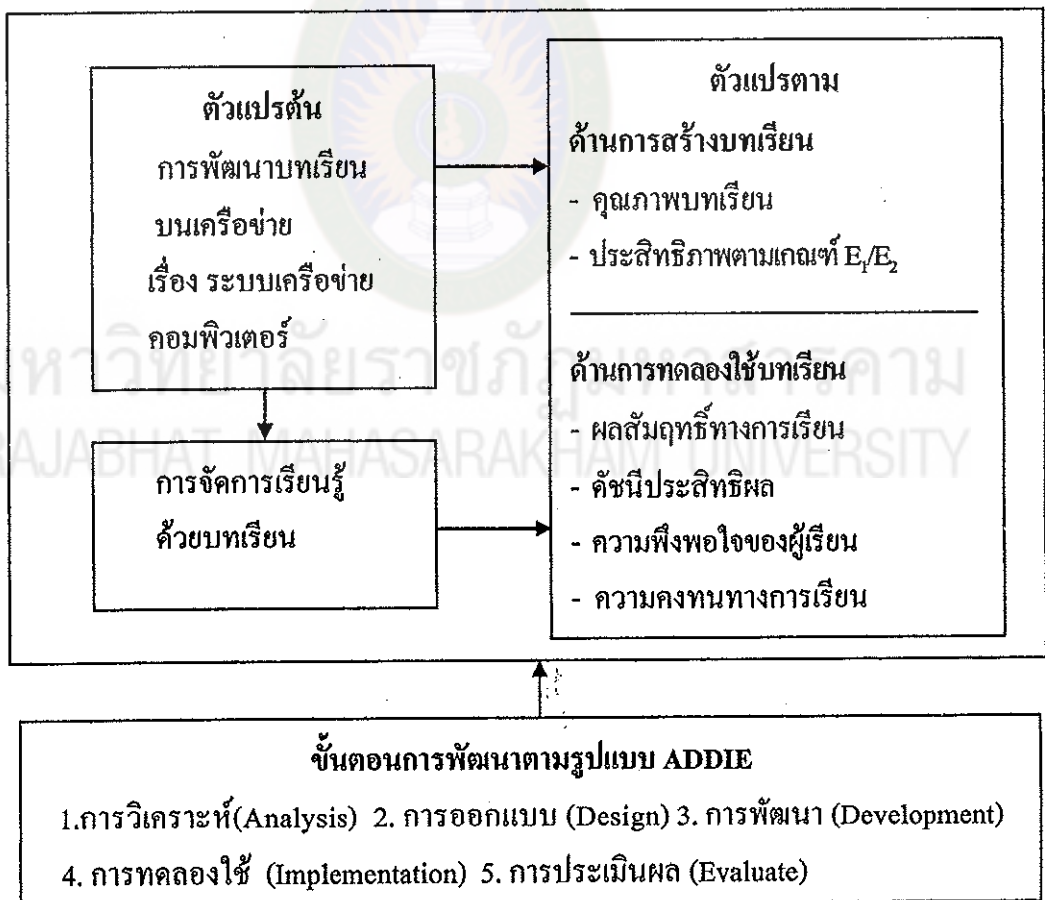 ตัวแปรต้น
การพัฒนาบทเรียน
บนเครือข่าย
เรื่อง ระบบเครือข่าย
คอมพิวเตอร์
การจัดการเรียนรู้
ด้วยบทเรียน
ตัวแปรตาม
ด้านการสร้างบทเรียน
- คุณภาพบทเรียน
- ประสิทธิภาพตามเกณฑ์ E₁/E₂
ด้านการทดลองใช้บทเรียน
- ผลสัมฤทธิ์ทางการเรียน
- ดัชนีประสิทธิผล
- ความพึงพอใจของผู้เรียน
- ความคงทนทางการเรียน
ขั้นตอนการพัฒนาตามรูปแบบ ADDIE
1.การวิเคราะห์(Analysis) 2. การออกแบบ (Design) 3. การพัฒนา (Development)
4. การทดลองใช้ (Implementation) 5. การประเมินผล (Evaluate)
มหาวิทยาลัยราชภัฏมหาสารคาม
RAJABHAT MAHASARAKHAM UNIVERSITY